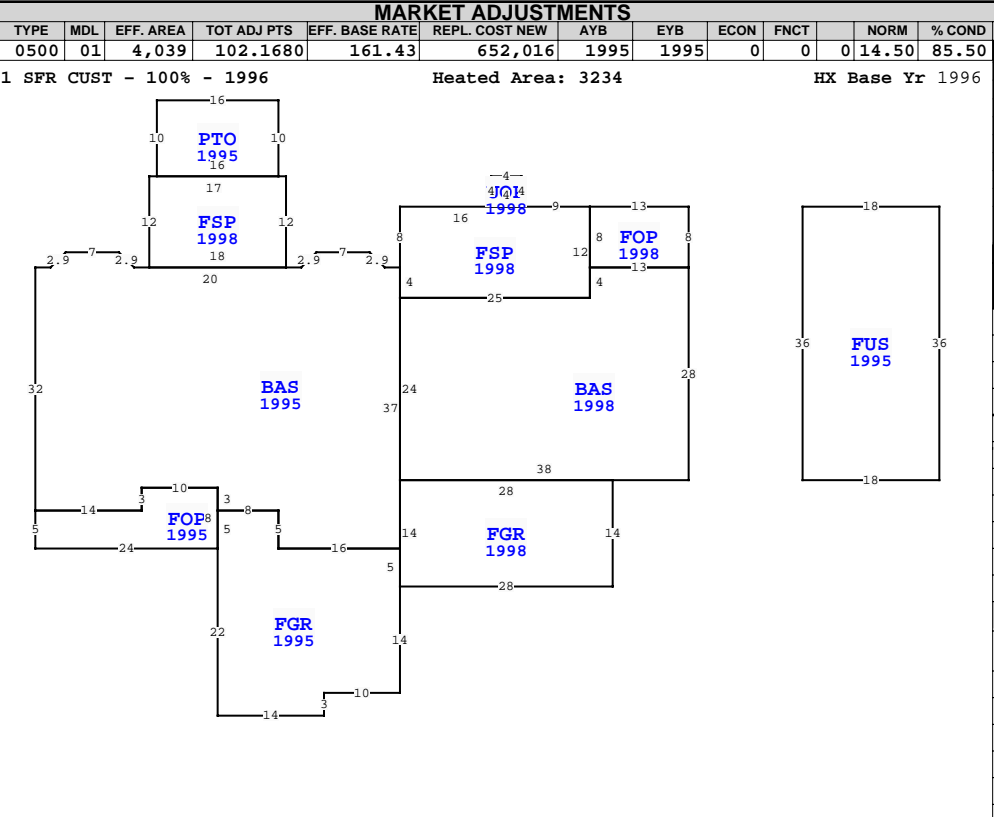 MARKET ADJUSTMENTS
TYPE MDL EFF. AREA TOT ADJ PTS EFF. BASE RATE REPL. COST NEW AYB EYB ECON FNCT NORM % COND
0500 01 4,039 102.1680 161.43 652,016 1995 1995 0 0 0 14.50 85.50
1 SFR CUST - 100% - 1996 Heated Area: 3234 HX Base Yr 1996
16
10 PTO 10
1995
16
4
17
4 4 4
1998
12 FSP 12
1998
16 9 13 18
8 FSP 12 8 FOP 8
1998 1998
7 18 7
2.9 2.9 2.9 2.9
13
20
4 4
25
36 FUS 36
1995
28
32 BAS 24 BAS
1995 1998
37
38
18
10
28
14 3 3 8
FOP 8
5 1995 5 5
14 FGR 14
1998
24 16
5
28
FGR
1995
22 14
10
3
14